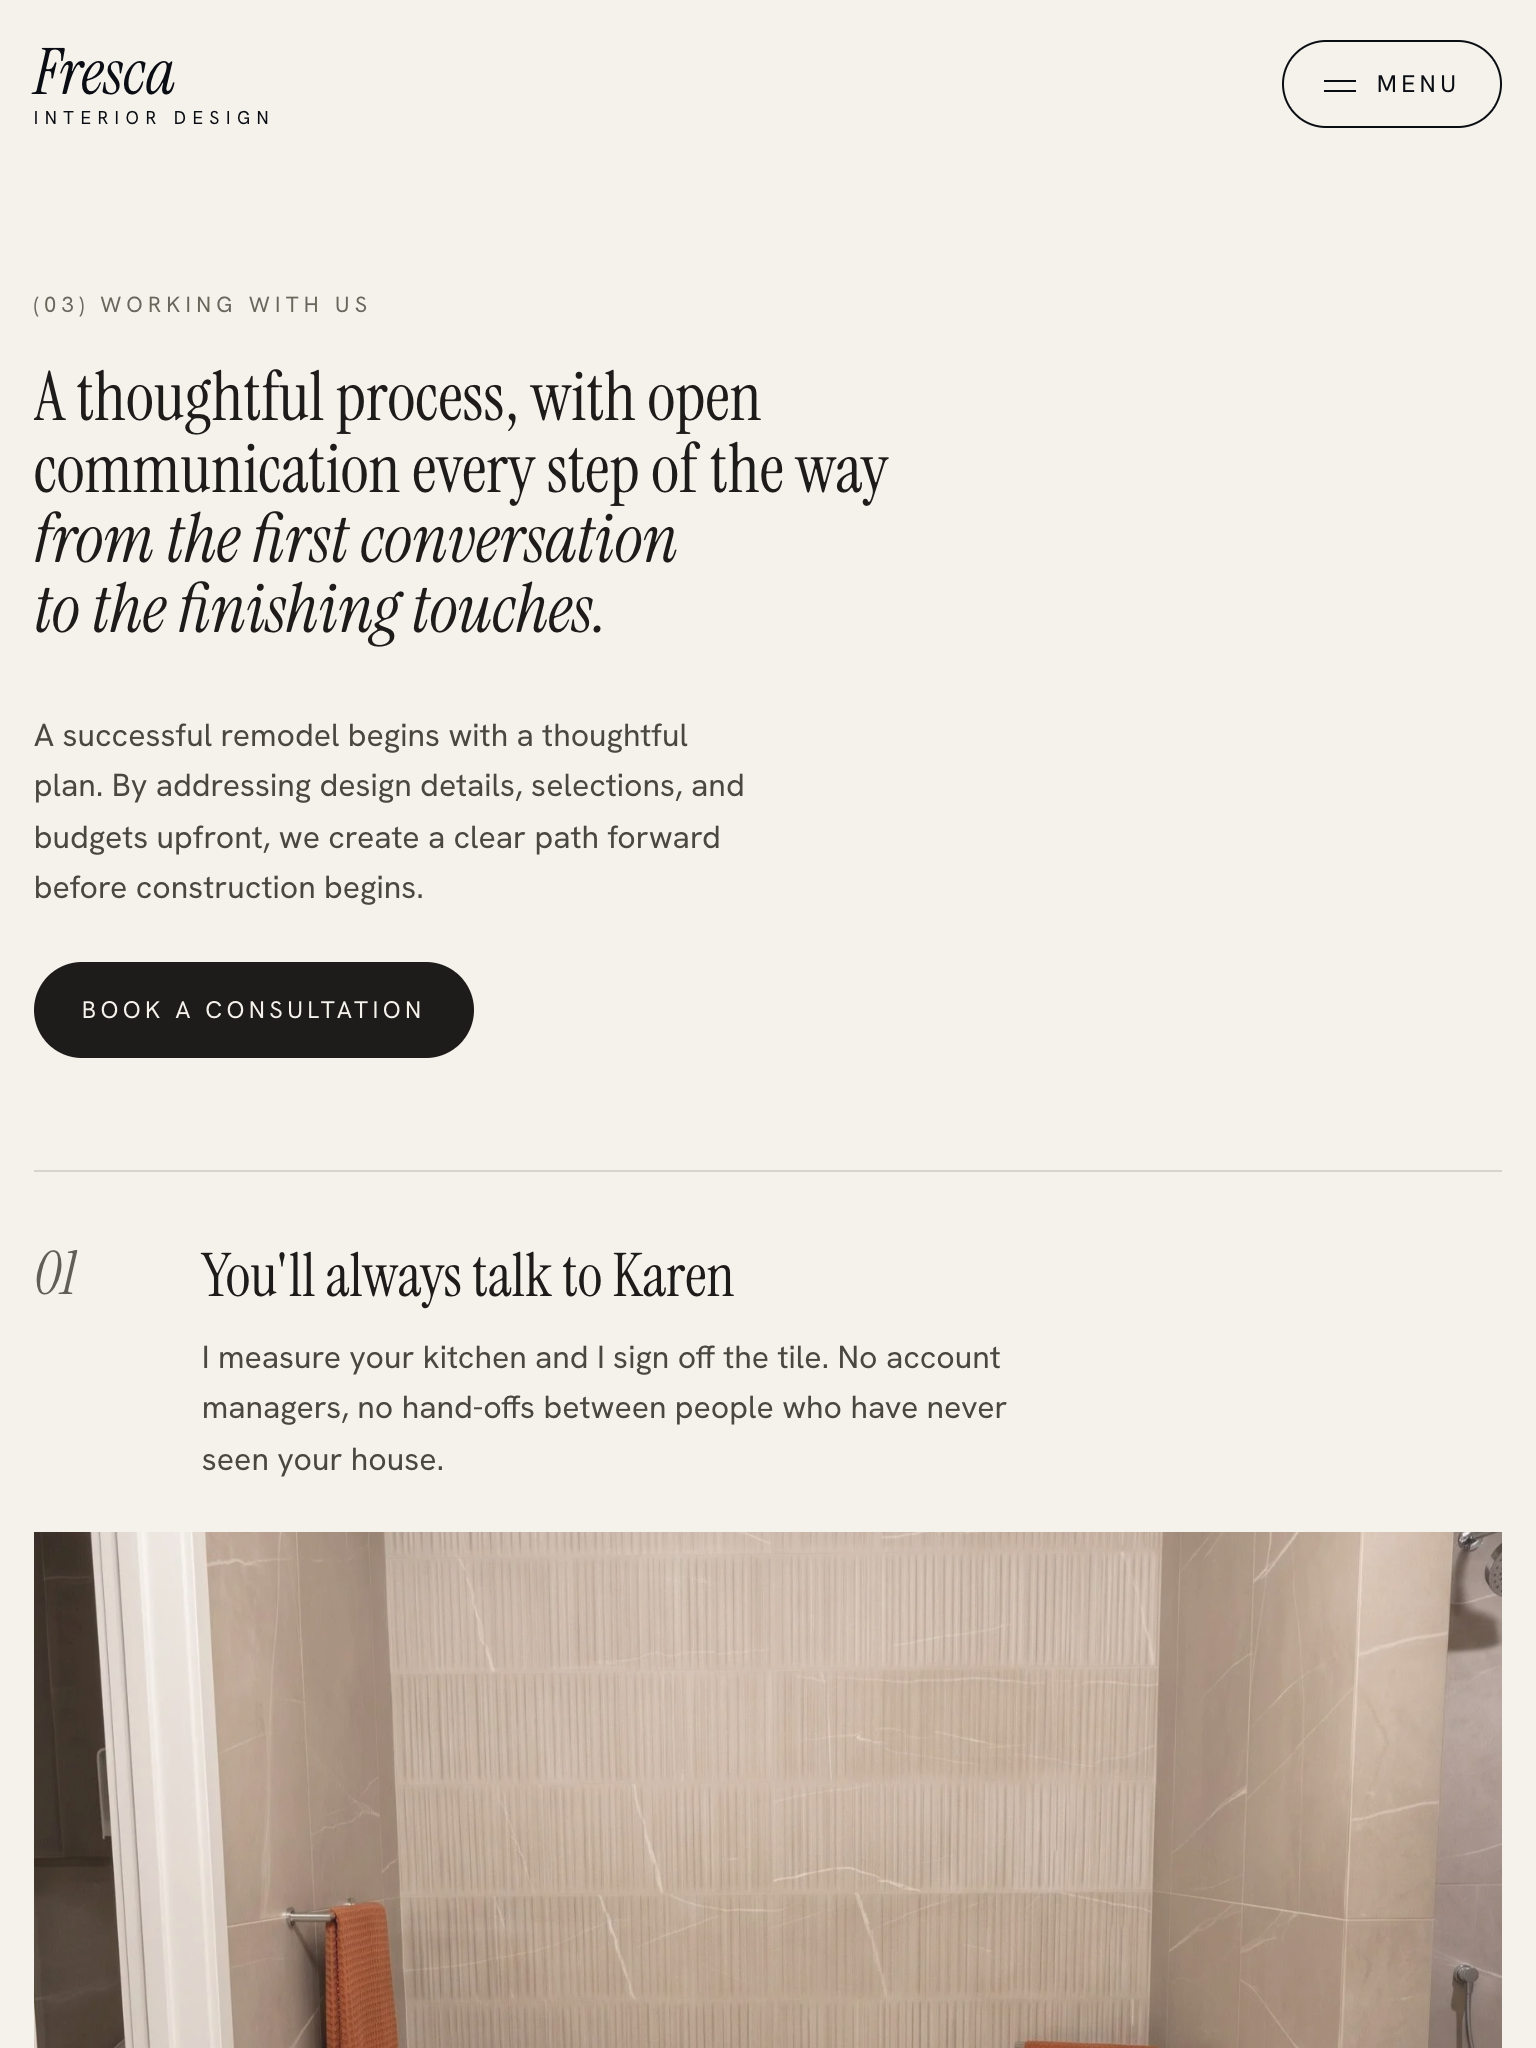 Fresca
INTERIOR DESIGN
MENU
(03) WORKING WITH US
A thoughtful process, with open
communication every step of the way
from the first conversation
to the finishing touches.
A successful remodel begins with a thoughtful
plan. By addressing design details, selections, and
budgets upfront, we create a clear path forward
before construction begins.
BOOK A CONSULTATION
01
You'll always talk to Karen
I measure your kitchen and I sign off the tile. No account
managers, no hand-offs between people who have never
seen your house.